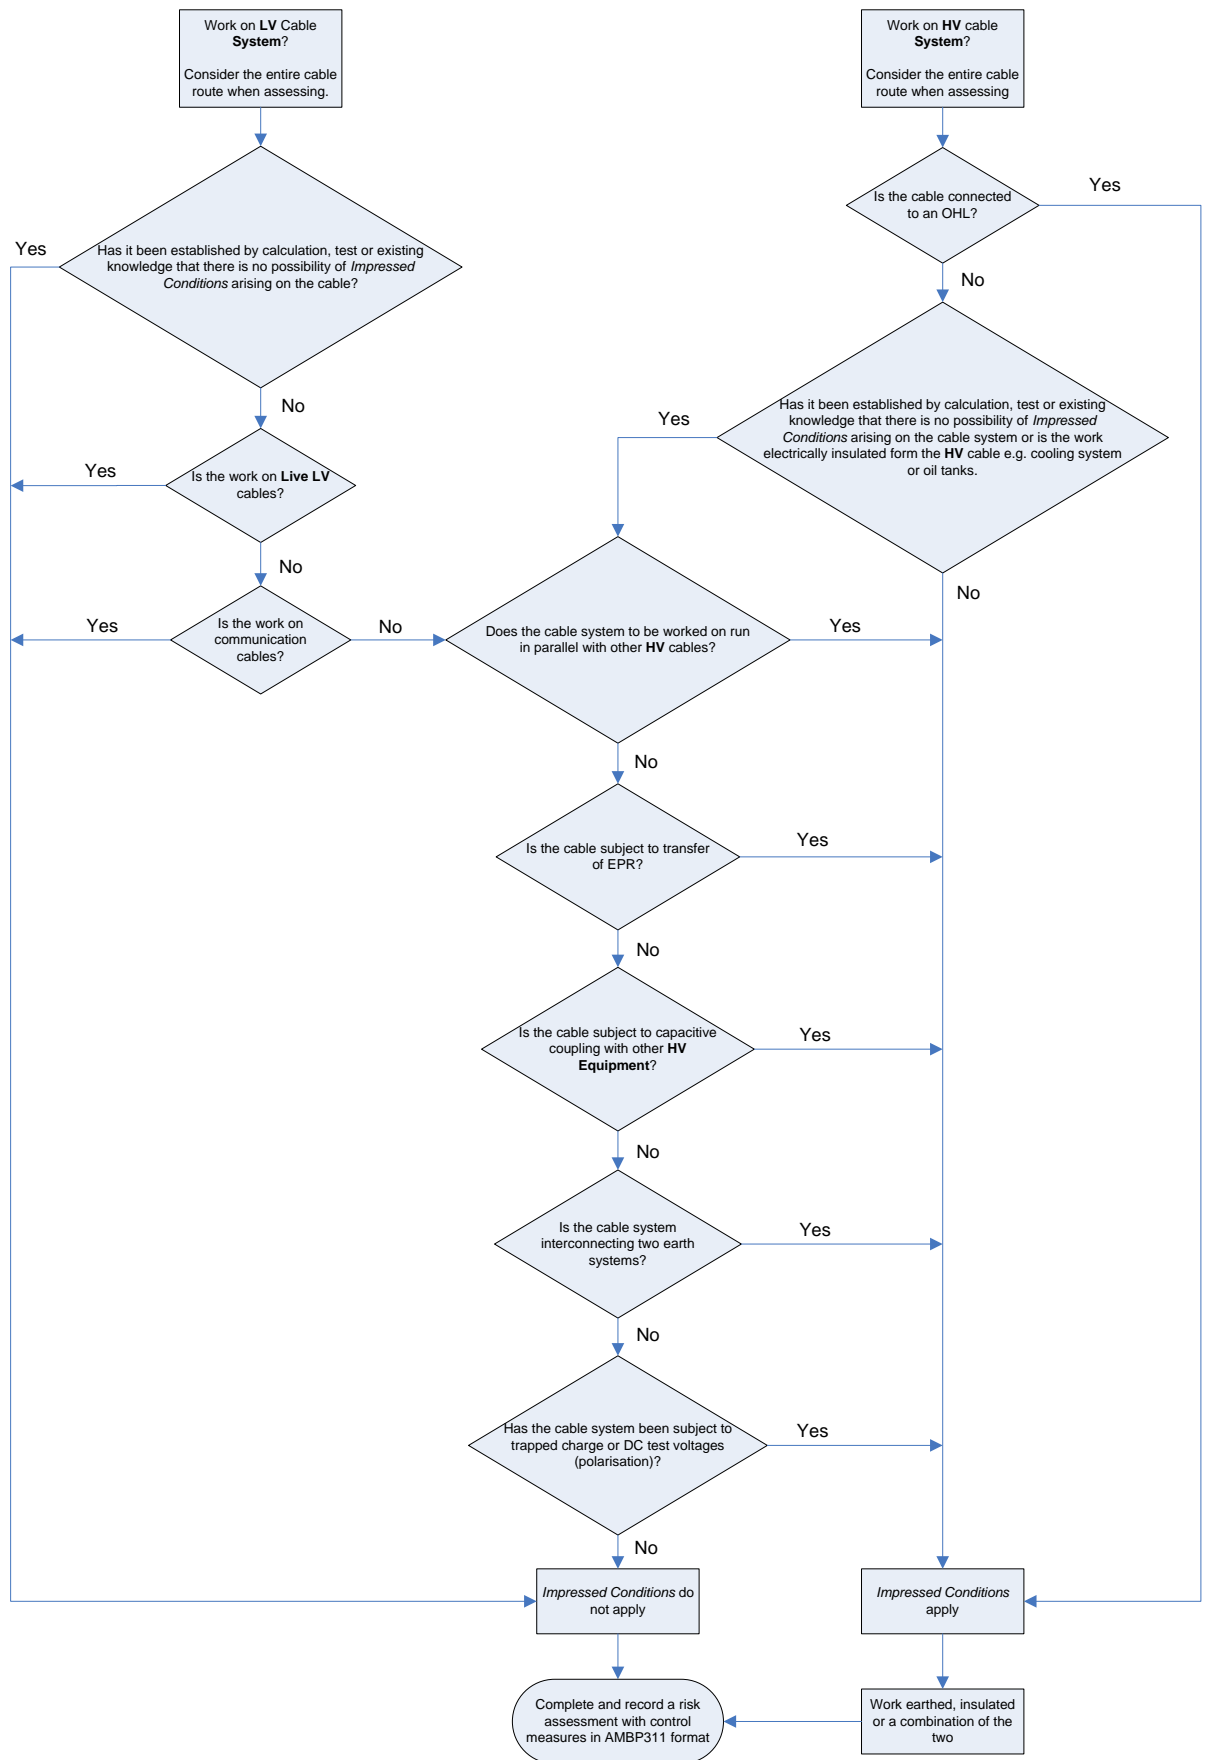 Work on LV Cable
System?
Consider the entire cable
route when assessing.
Work on HV cable
System?
Consider the entire cable
route when assessing
Is the cable connected
to an OHL?
Yes
No
Yes
Has it been established by calculation, test or existing
knowledge that there is no possibility of Impressed
Conditions arising on the cable?
No
Yes
Has it been established by calculation, test or existing
knowledge that there is no possibility of Impressed
Conditions arising on the cable system or is the work
electrically insulated form the HV cable e.g. cooling system
or oil tanks.
No
Yes
Is the work on Live LV
cables?
No
Yes
Is the work on
communication
cables?
No
Does the cable system to be worked on run
in parallel with other HV cables?
Yes
No
Is the cable subject to transfer
of EPR?
Yes
No
Is the cable subject to capacitive
coupling with other HV
Equipment?
Yes
No
Is the cable system
interconnecting two earth
systems?
Yes
No
Has the cable system been subject to
trapped charge or DC test voltages
(polarisation)?
Yes
No
Impressed Conditions do
not apply
Impressed Conditions
apply
Complete and record a risk
assessment with control
measures in AMBP311 format
Work earthed, insulated
or a combination of the
two